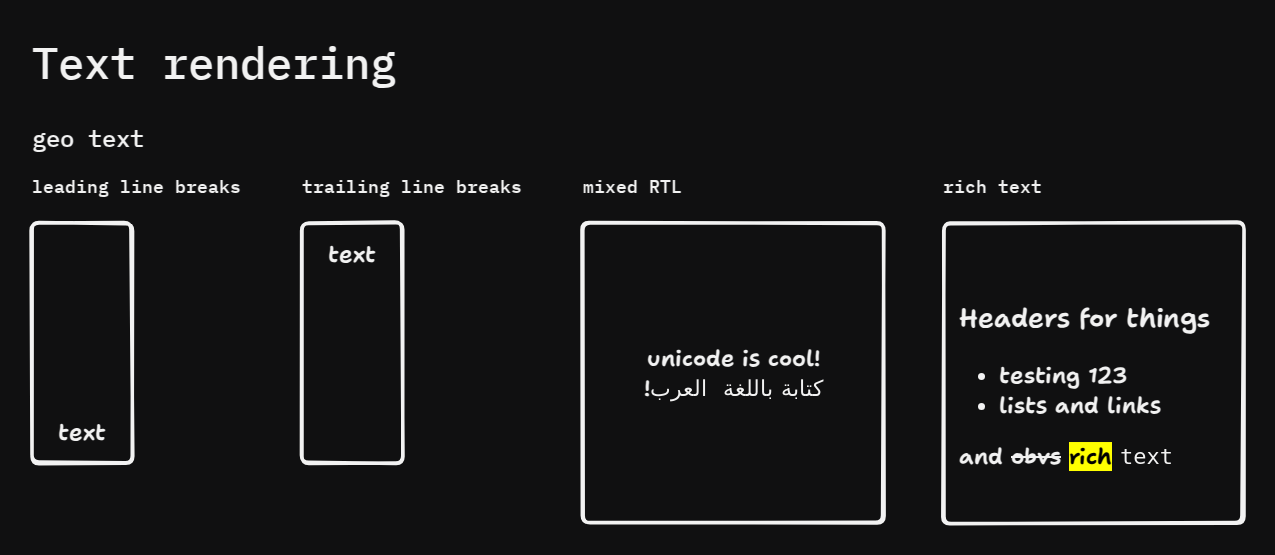 Text rendering
geo text
leading line breaks
text
trailing line breaks
text
mixed RTL
unicode is cool!
كتابة باللغة العرب!
rich text
Headers for things
• testing 123
• lists and links
and obvs rich text